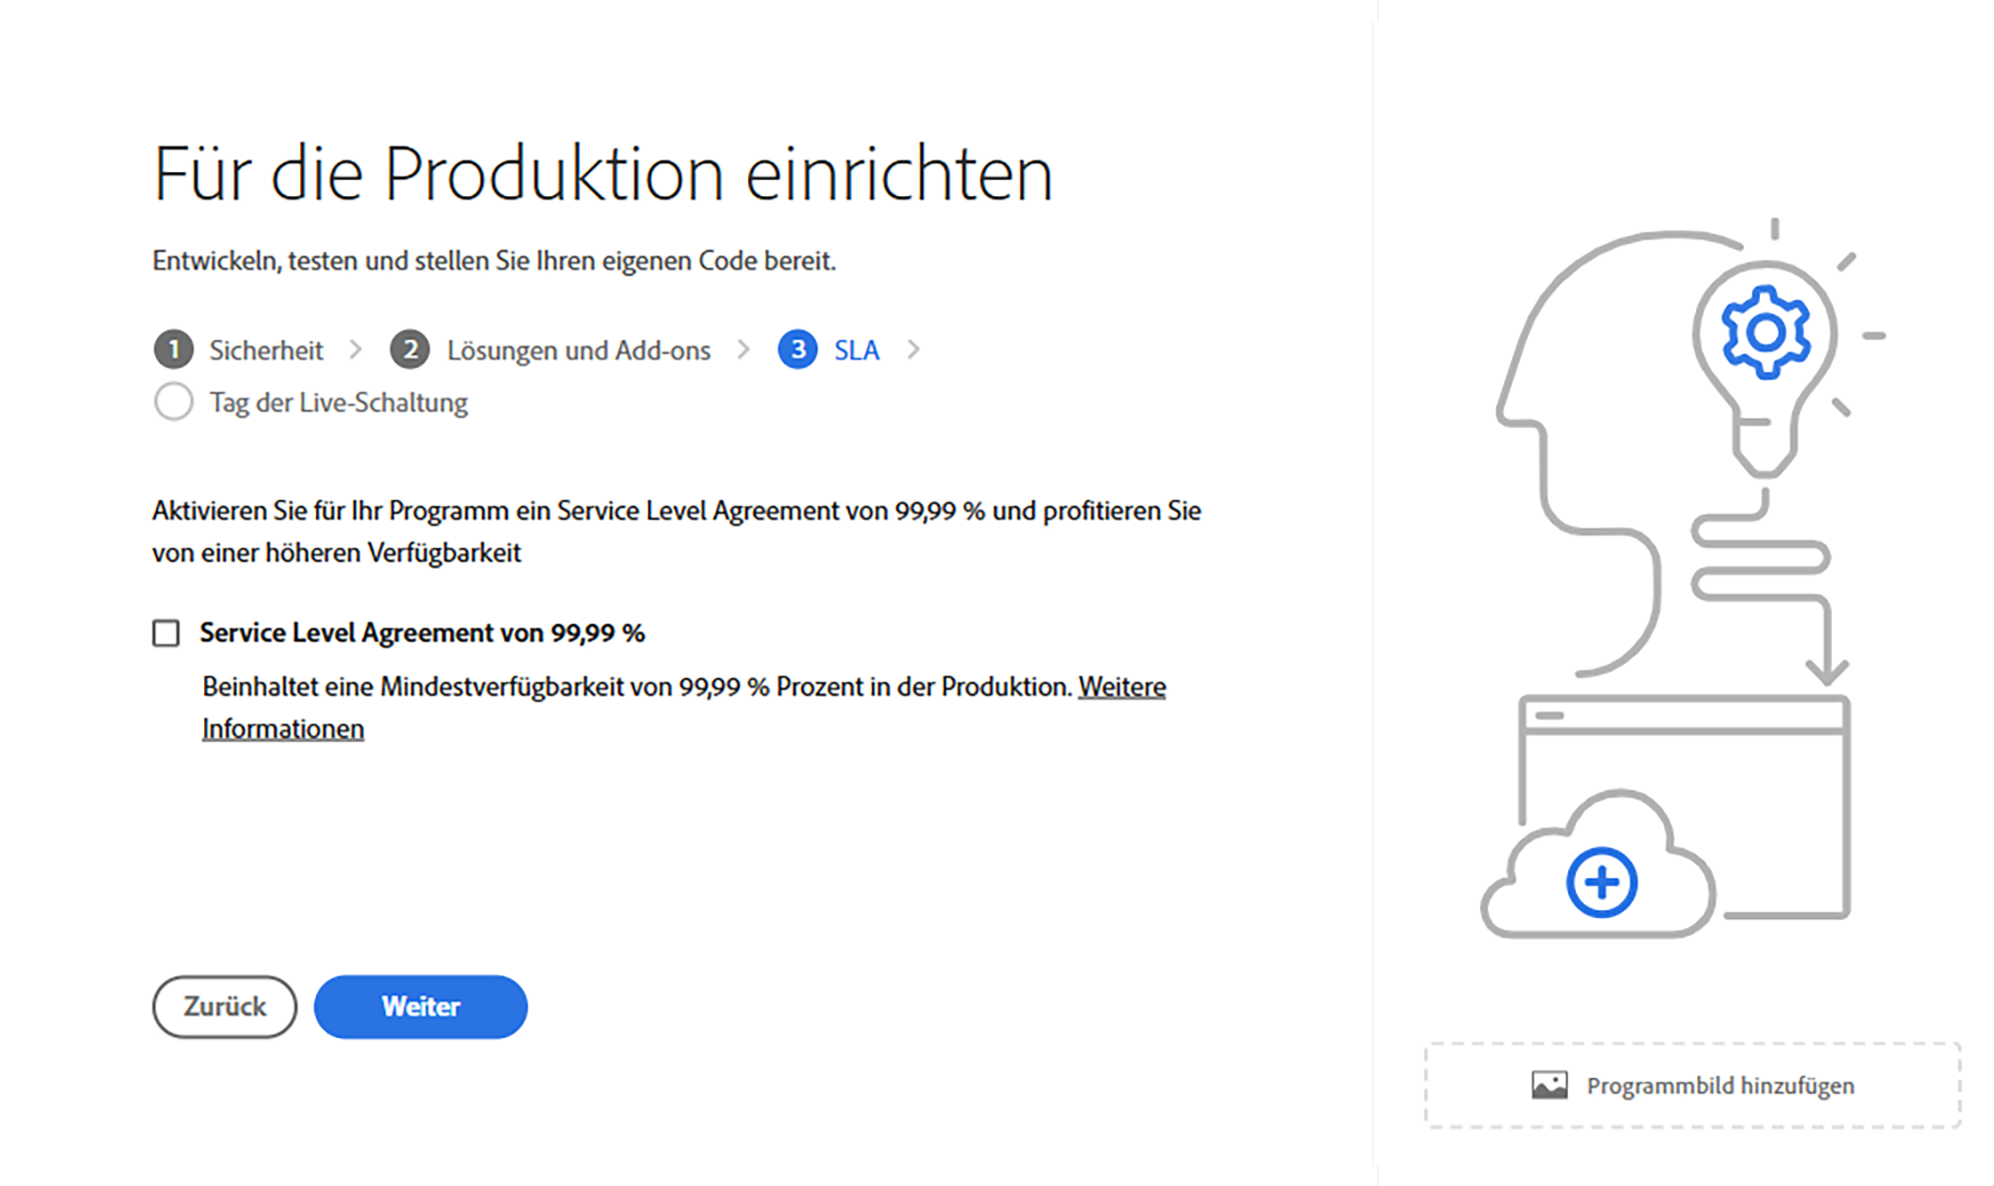 Für die Produktion einrichten
Entwickeln, testen und stellen Sie Ihren eigenen Code bereit.
1 Sicherheit 2 Lösungen und Add-ons 3 SLA
Tag der Live-Schaltung
Aktivieren Sie für Ihr Programm ein Service Level Agreement von 99,99 % und profitieren Sie
von einer höheren Verfügbarkeit
Service Level Agreement von 99,99 %
Beinhaltet eine Mindestverfügbarkeit von 99,99 % Prozent in der Produktion. Weitere
Informationen
Zurück Weiter
Programmbild hinzufügen